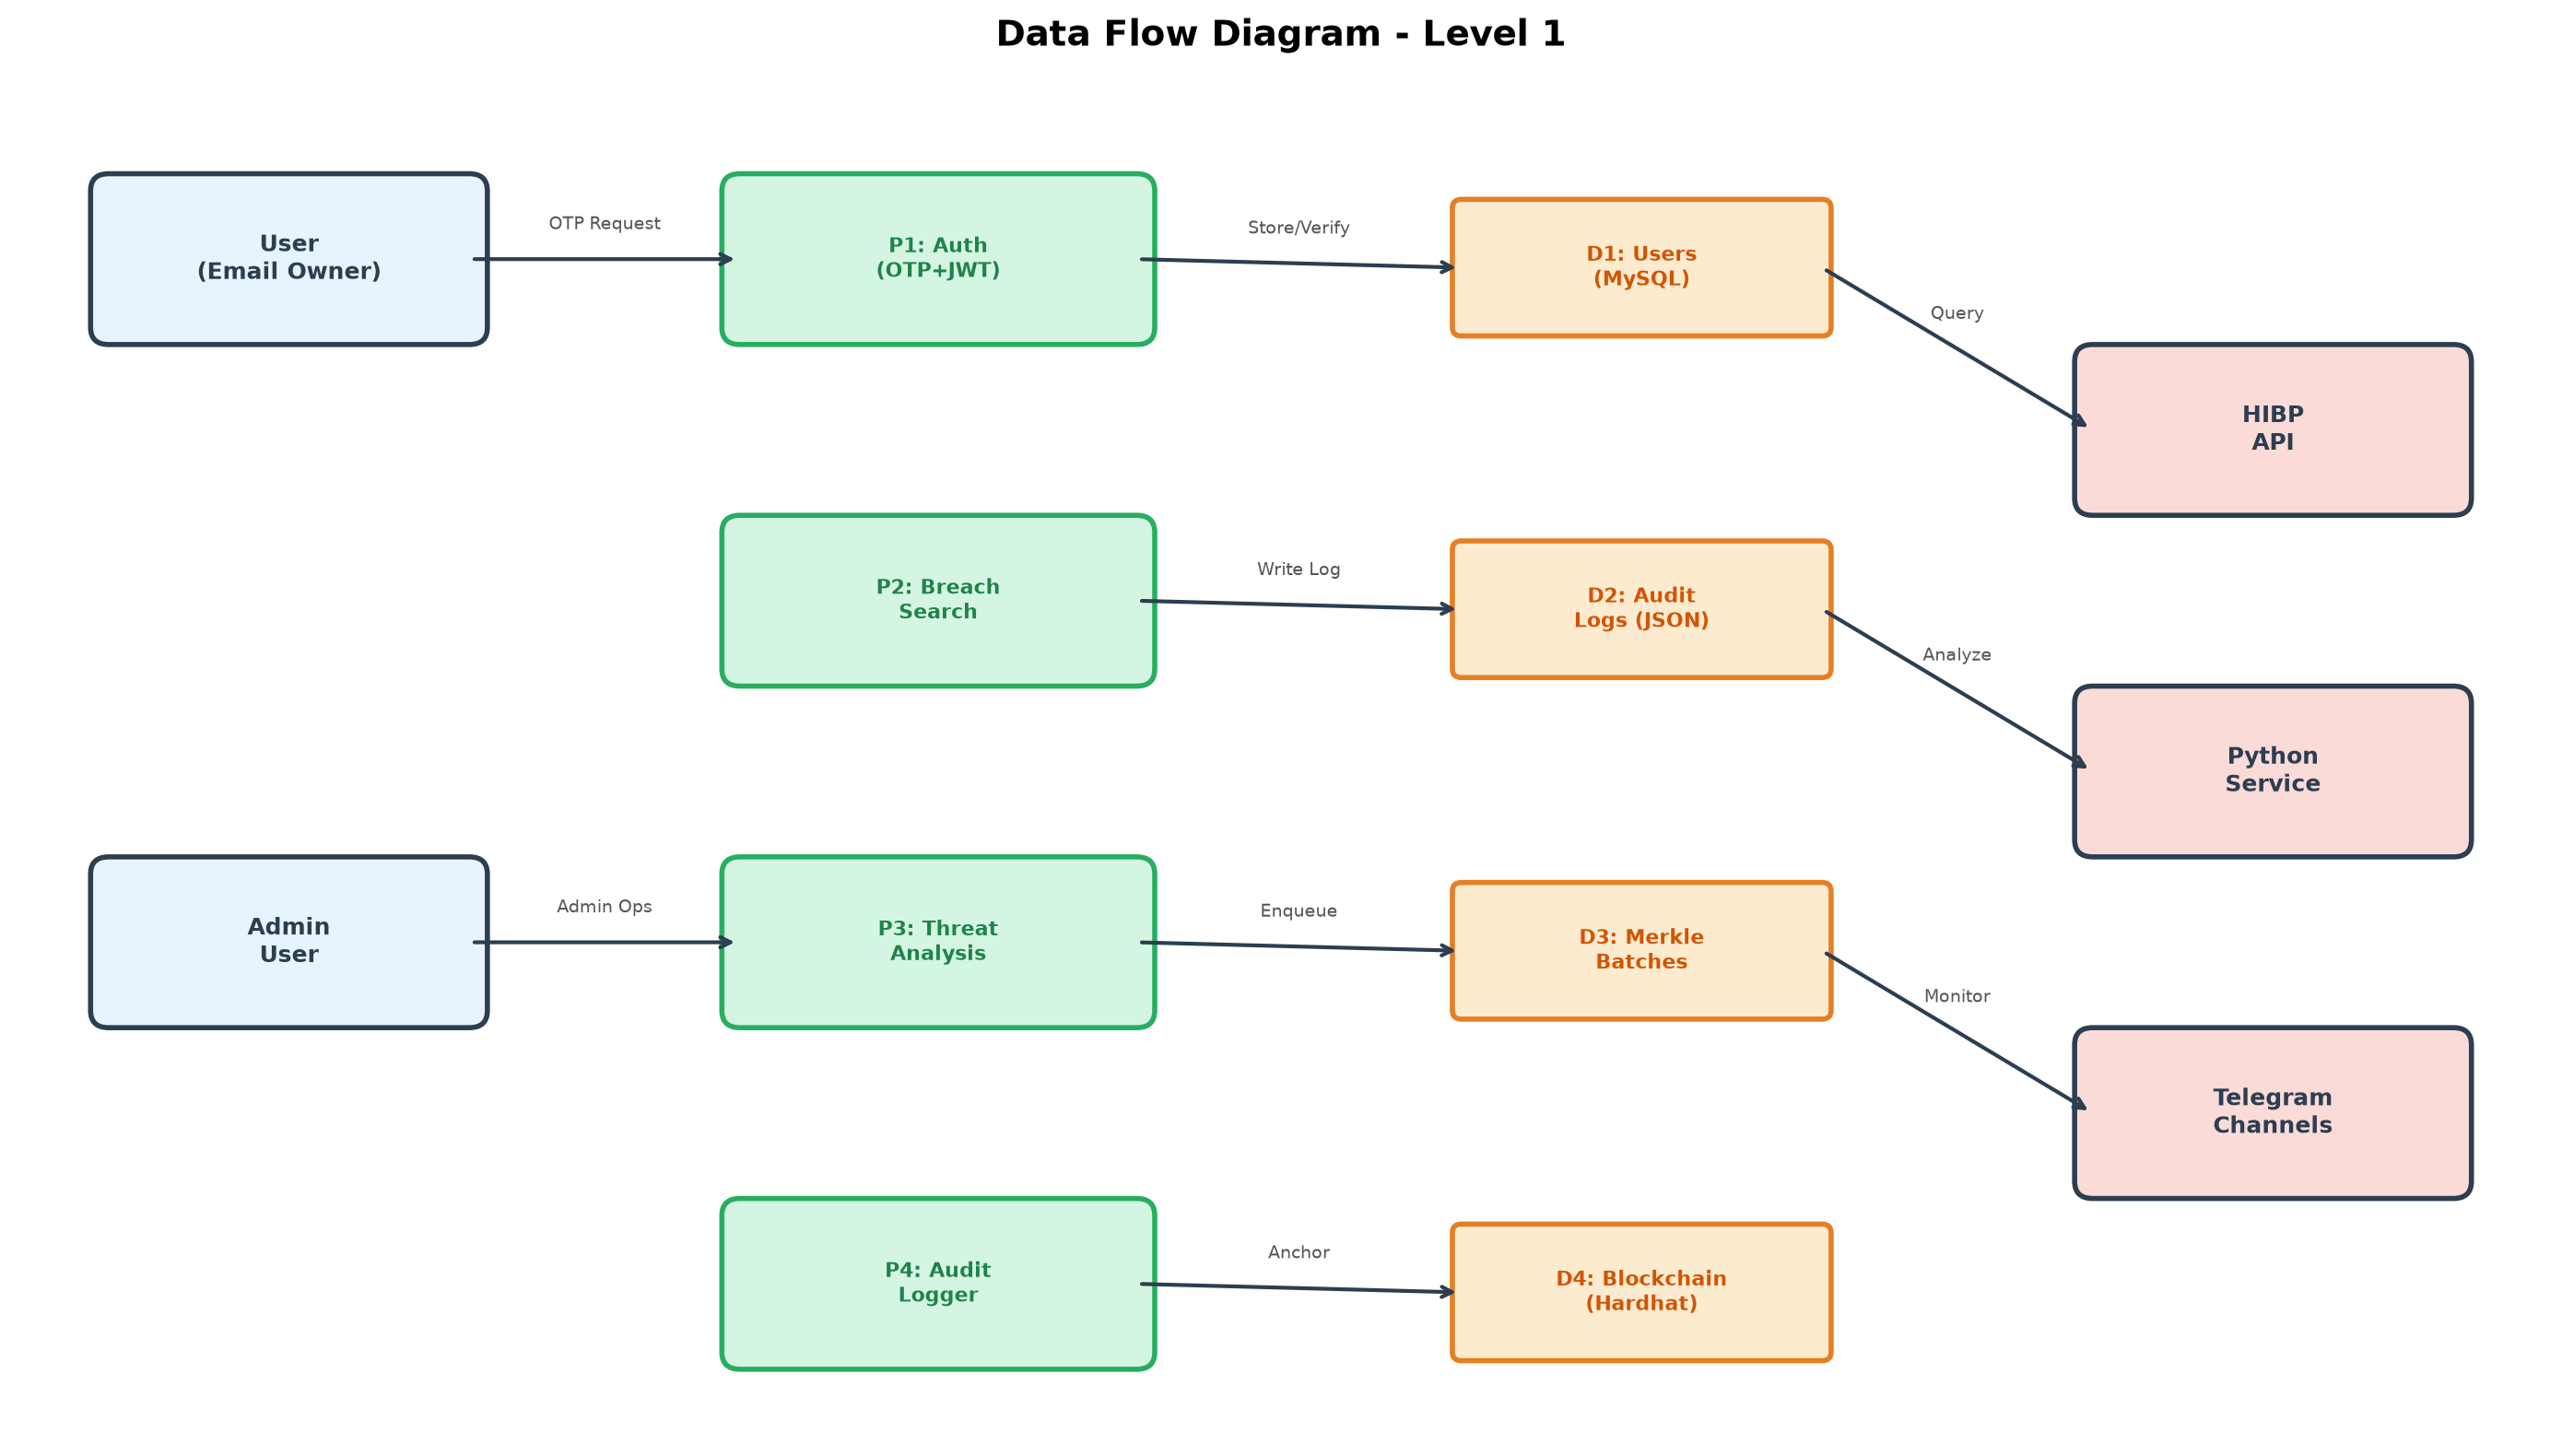 Data Flow Diagram - Level 1
User
(Email Owner)
OTP Request
P1: Auth
(OTP+JWT)
Store/Verify
D1: Users
(MySQL)
Query
HIBP
API
P2: Breach
Search
Write Log
D2: Audit
Logs (JSON)
Analyze
Python
Service
Admin
User
Admin Ops
P3: Threat
Analysis
Enqueue
D3: Merkle
Batches
Monitor
Telegram
Channels
P4: Audit
Logger
Anchor
D4: Blockchain
(Hardhat)